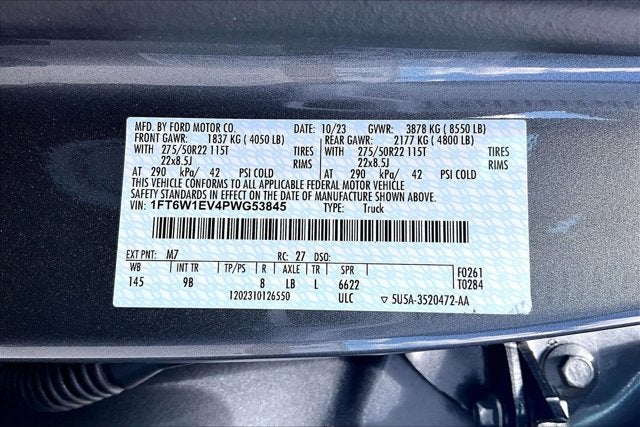 MFD. BY FORD MOTOR CO. DATE: 10/23 GVWR: 3878 KG ( 8550 LB)
FRONT GAWR: 1837 KG ( 4050 LB) REAR GAWR: 2177 KG ( 4800 LB)
WITH 275/50R22 115T TIRES WITH 275/50R22 115T TIRES
22x8.5J RIMS 22x8.5J RIMS
AT 290 kPa/ 42 PSI COLD AT 290 kPa/ 42 PSI COLD
THIS VEHICLE CONFORMS TO ALL APPLICABLE FEDERAL MOTOR VEHICLE
SAFETY STANDARDS IN EFFECT ON THE DATE OF MANUFACTURE SHOWN ABOVE.
VIN: 1FT6W1EV4PWG53845 TYPE: Truck
EXT PNT: M7 RC: 27 DSO:
WB INT TR TP/PS R AXLE TR SPR F0261
145 9B 8 LB L 6622 T0284
1202310126550 ULC ▽ 5U5A-3520472-AA